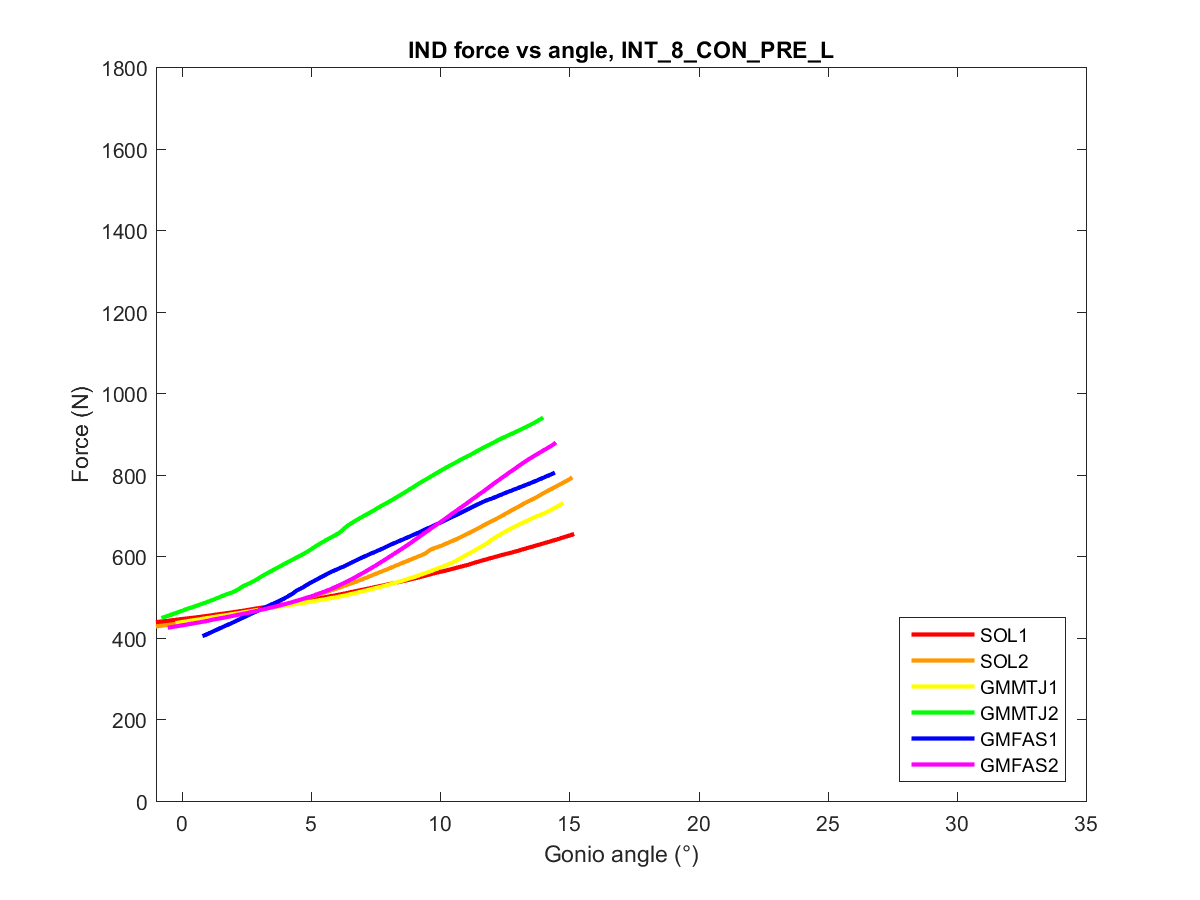 IND force vs angle, INT_8_CON_PRE_L
1800
1600
1400
1200
1000
800
600
400
200
0
Force (N)
0 5 10 15 20 25 30 35
Gonio angle (°)
SOL1
SOL2
GMMTJ1
GMMTJ2
GMFAS1
GMFAS2